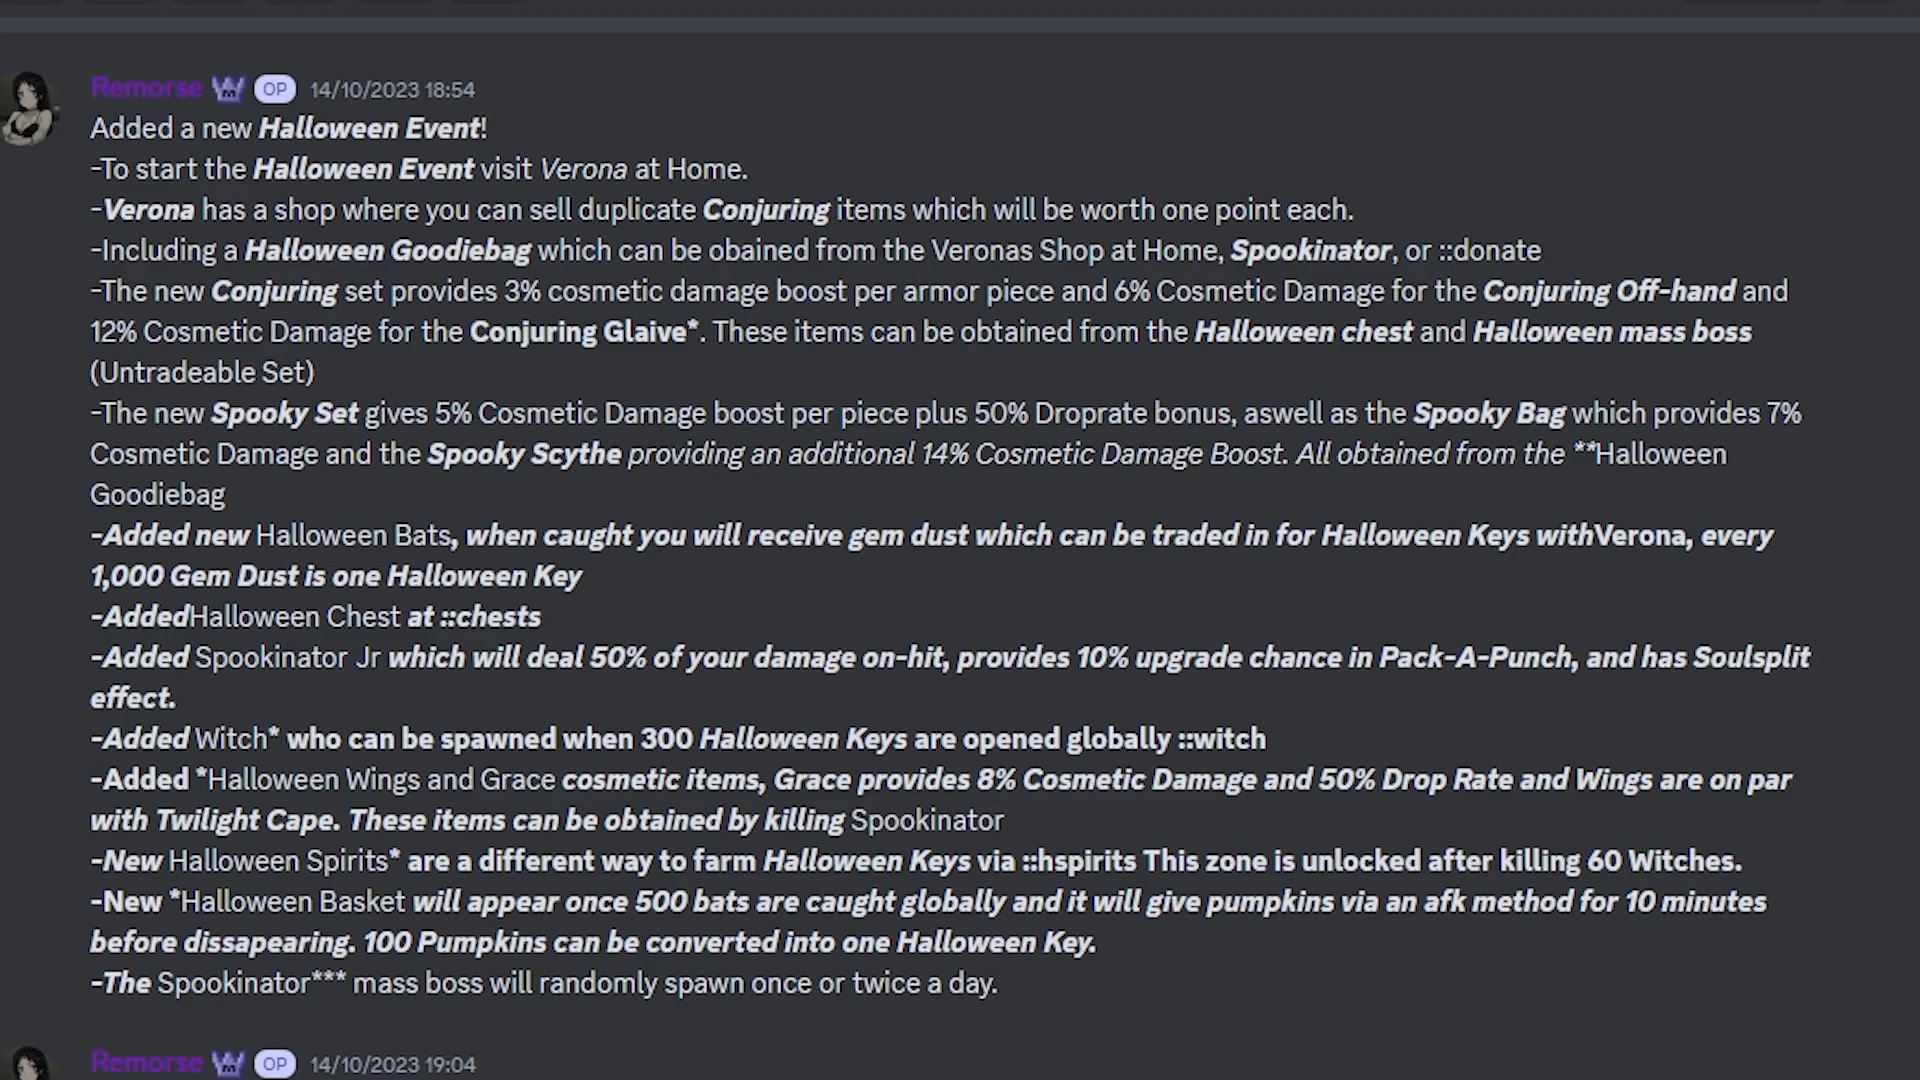 Remorse OP 14/10/2023 18:54
Added a new Halloween Event!
-To start the Halloween Event visit Verona at Home.
-Verona has a shop where you can sell duplicate Conjuring items which will be worth one point each.
-Including a Halloween Goodiebag which can be obained from the Veronas Shop at Home, Spookinator, or ::donate
-The new Conjuring set provides 3% cosmetic damage boost per armor piece and 6% Cosmetic Damage for the Conjuring Off-hand and
12% Cosmetic Damage for the Conjuring Glaive*. These items can be obtained from the Halloween chest and Halloween mass boss
(Untradeable Set)
-The new Spooky Set gives 5% Cosmetic Damage boost per piece plus 50% Droprate bonus, aswell as the Spooky Bag which provides 7%
Cosmetic Damage and the Spooky Scythe providing an additional 14% Cosmetic Damage Boost. All obtained from the **Halloween
Goodiebag
-Added new Halloween Bats, when caught you will receive gem dust which can be traded in for Halloween Keys withVerona, every
1,000 Gem Dust is one Halloween Key
-AddedHalloween Chest at ::chests
-Added Spookinator Jr which will deal 50% of your damage on-hit, provides 10% upgrade chance in Pack-A-Punch, and has Soulsplit
effect.
-Added Witch* who can be spawned when 300 Halloween Keys are opened globally ::witch
-Added *Halloween Wings and Grace cosmetic items, Grace provides 8% Cosmetic Damage and 50% Drop Rate and Wings are on par
with Twilight Cape. These items can be obtained by killing Spookinator
-New Halloween Spirits* are a different way to farm Halloween Keys via ::hspirits This zone is unlocked after killing 60 Witches.
-New *Halloween Basket will appear once 500 bats are caught globally and it will give pumpkins via an afk method for 10 minutes
before dissapearing. 100 Pumpkins can be converted into one Halloween Key.
-The Spookinator*** mass boss will randomly spawn once or twice a day.
Remorse OP 14/10/2023 19:04